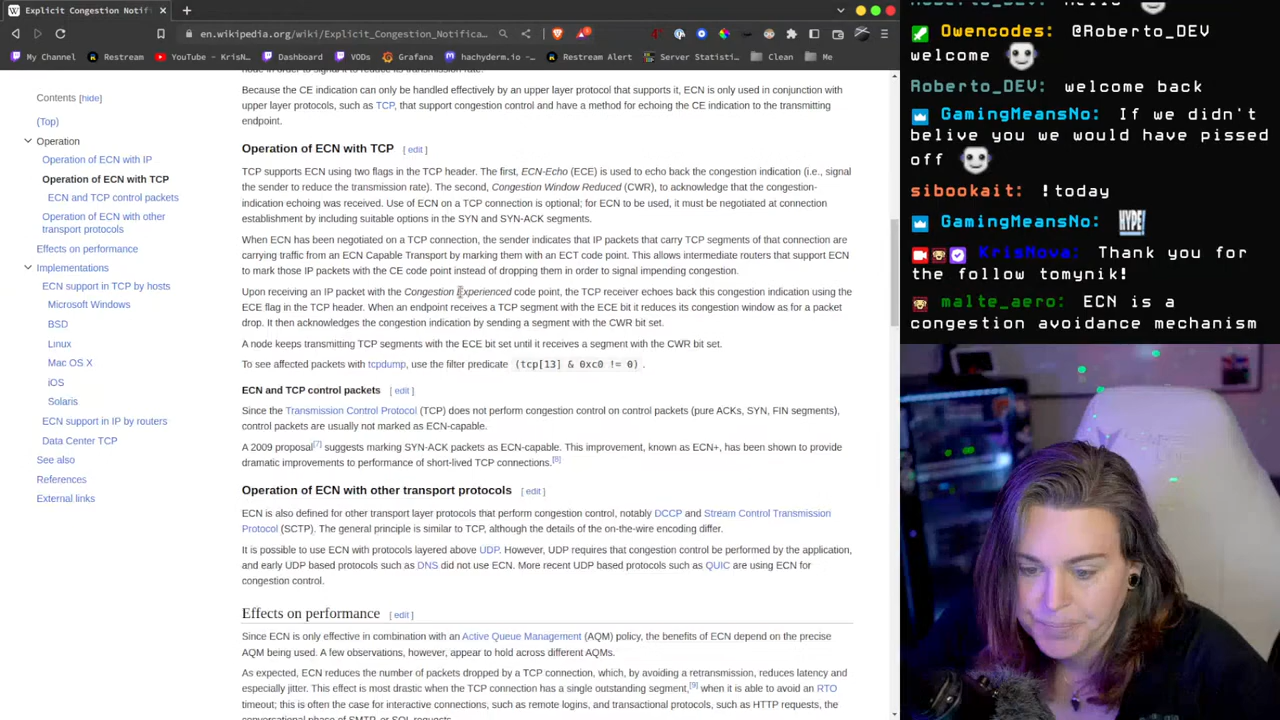 Explicit Congestion Notif
en.wikipedia.org/wiki/Explicit_Congestion_Notifica...
My Channel
Restream
YouTube - KrisN...
Dashboard
VODs
Grafana
hachyderm.io - ...
Restream Alert
Server Statisti...
Clean
Me
Contents [hide]
(Top)
Operation
Operation of ECN with IP
Operation of ECN with TCP
ECN and TCP control packets
Operation of ECN with other
transport protocols
Effects on performance
Implementations
ECN support in TCP by hosts
Microsoft Windows
BSD
Linux
Mac OS X
iOS
Solaris
ECN support in IP by routers
Data Center TCP
See also
References
External links
node in order to signal it to reduce its transmission rate.
Because the CE indication can only be handled effectively by an upper layer protocol that supports it, ECN is only used in conjunction with
upper layer protocols, such as TCP, that support congestion control and have a method for echoing the CE indication to the transmitting
endpoint.
Operation of ECN with TCP [ edit ]
TCP supports ECN using two flags in the TCP header. The first, ECN-Echo (ECE) is used to echo back the congestion indication (i.e., signal
the sender to reduce the transmission rate). The second, Congestion Window Reduced (CWR), to acknowledge that the congestion-
indication echoing was received. Use of ECN on a TCP connection is optional; for ECN to be used, it must be negotiated at connection
establishment by including suitable options in the SYN and SYN-ACK segments.
When ECN has been negotiated on a TCP connection, the sender indicates that IP packets that carry TCP segments of that connection are
carrying traffic from an ECN Capable Transport by marking them with an ECT code point. This allows intermediate routers that support ECN
to mark those IP packets with the CE code point instead of dropping them in order to signal impending congestion.
Upon receiving an IP packet with the Congestion Experienced code point, the TCP receiver echoes back this congestion indication using the
ECE flag in the TCP header. When an endpoint receives a TCP segment with the ECE bit it reduces its congestion window as for a packet
drop. It then acknowledges the congestion indication by sending a segment with the CWR bit set.
A node keeps transmitting TCP segments with the ECE bit set until it receives a segment with the CWR bit set.
To see affected packets with tcpdump, use the filter predicate (tcp[13] & 0xc0 != 0) .
ECN and TCP control packets [ edit ]
Since the Transmission Control Protocol (TCP) does not perform congestion control on control packets (pure ACKs, SYN, FIN segments),
control packets are usually not marked as ECN-capable.
A 2009 proposal[7] suggests marking SYN-ACK packets as ECN-capable. This improvement, known as ECN+, has been shown to provide
dramatic improvements to performance of short-lived TCP connections.[8]
Operation of ECN with other transport protocols [ edit ]
ECN is also defined for other transport layer protocols that perform congestion control, notably DCCP and Stream Control Transmission
Protocol (SCTP). The general principle is similar to TCP, although the details of the on-the-wire encoding differ.
It is possible to use ECN with protocols layered above UDP. However, UDP requires that congestion control be performed by the application,
and early UDP based protocols such as DNS did not use ECN. More recent UDP based protocols such as QUIC are using ECN for
congestion control.
Effects on performance [ edit ]
Since ECN is only effective in combination with an Active Queue Management (AQM) policy, the benefits of ECN depend on the precise
AQM being used. A few observations, however, appear to hold across different AQMs.
As expected, ECN reduces the number of packets dropped by a TCP connection, which, by avoiding a retransmission, reduces latency and
especially jitter. This effect is most drastic when the TCP connection has a single outstanding segment,[9] when it is able to avoid an RTO
timeout; this is often the case for interactive connections, such as remote logins, and transactional protocols, such as HTTP requests, the
conversational phase of SMTP, or SQL requests.
Roberto_DEV: Hello
Owencodes: @Roberto_DEV
welcome
Roberto_DEV: welcome back
GamingMeansNo: If we didn't
belive you we would have pissed
off
sibookait: !today
GamingMeansNo: HYPE!
KrisNova: Thank you for
the follow tomynik!
malte_aero: ECN is a
congestion avoidance mechanism